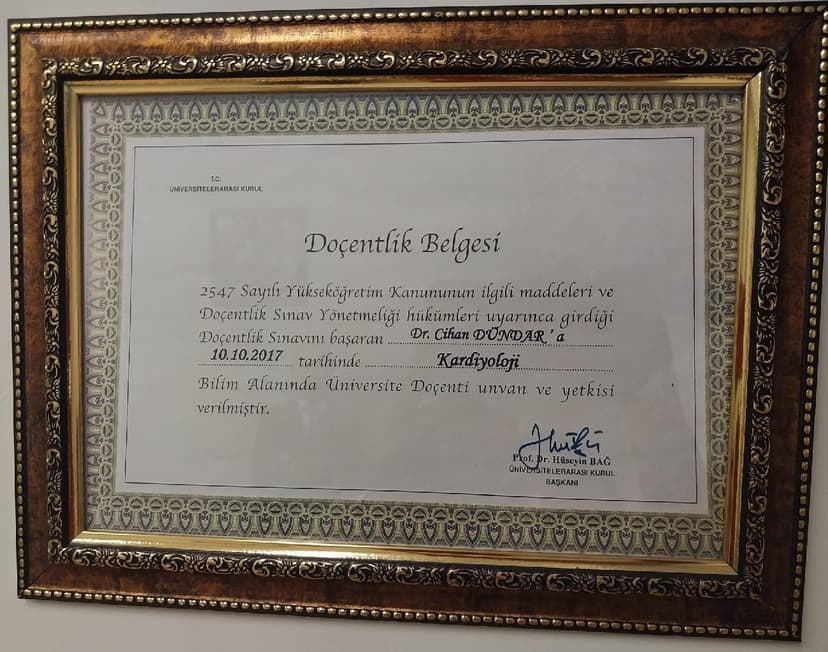 T.C.
ÜNİVERSİTELERARASI KURUL
Doçentlik Belgesi
2547 Sayılı Yükseköğretim Kanununun ilgili maddeleri ve
Doçentlik Sınav Yönetmeliği hükümleri uyarınca girdiği
Doçentlik Sınavını başaran Dr. Cihan DÜNDAR 'a
10.10.2017 tarihinde Kardiyoloji
Bilim Alanında Üniversite Doçenti unvan ve yetkisi
verilmiştir.
Prof. Dr. Hüseyin BAĞ
ÜNİVERSİTELERARASI KURUL
BAŞKANI